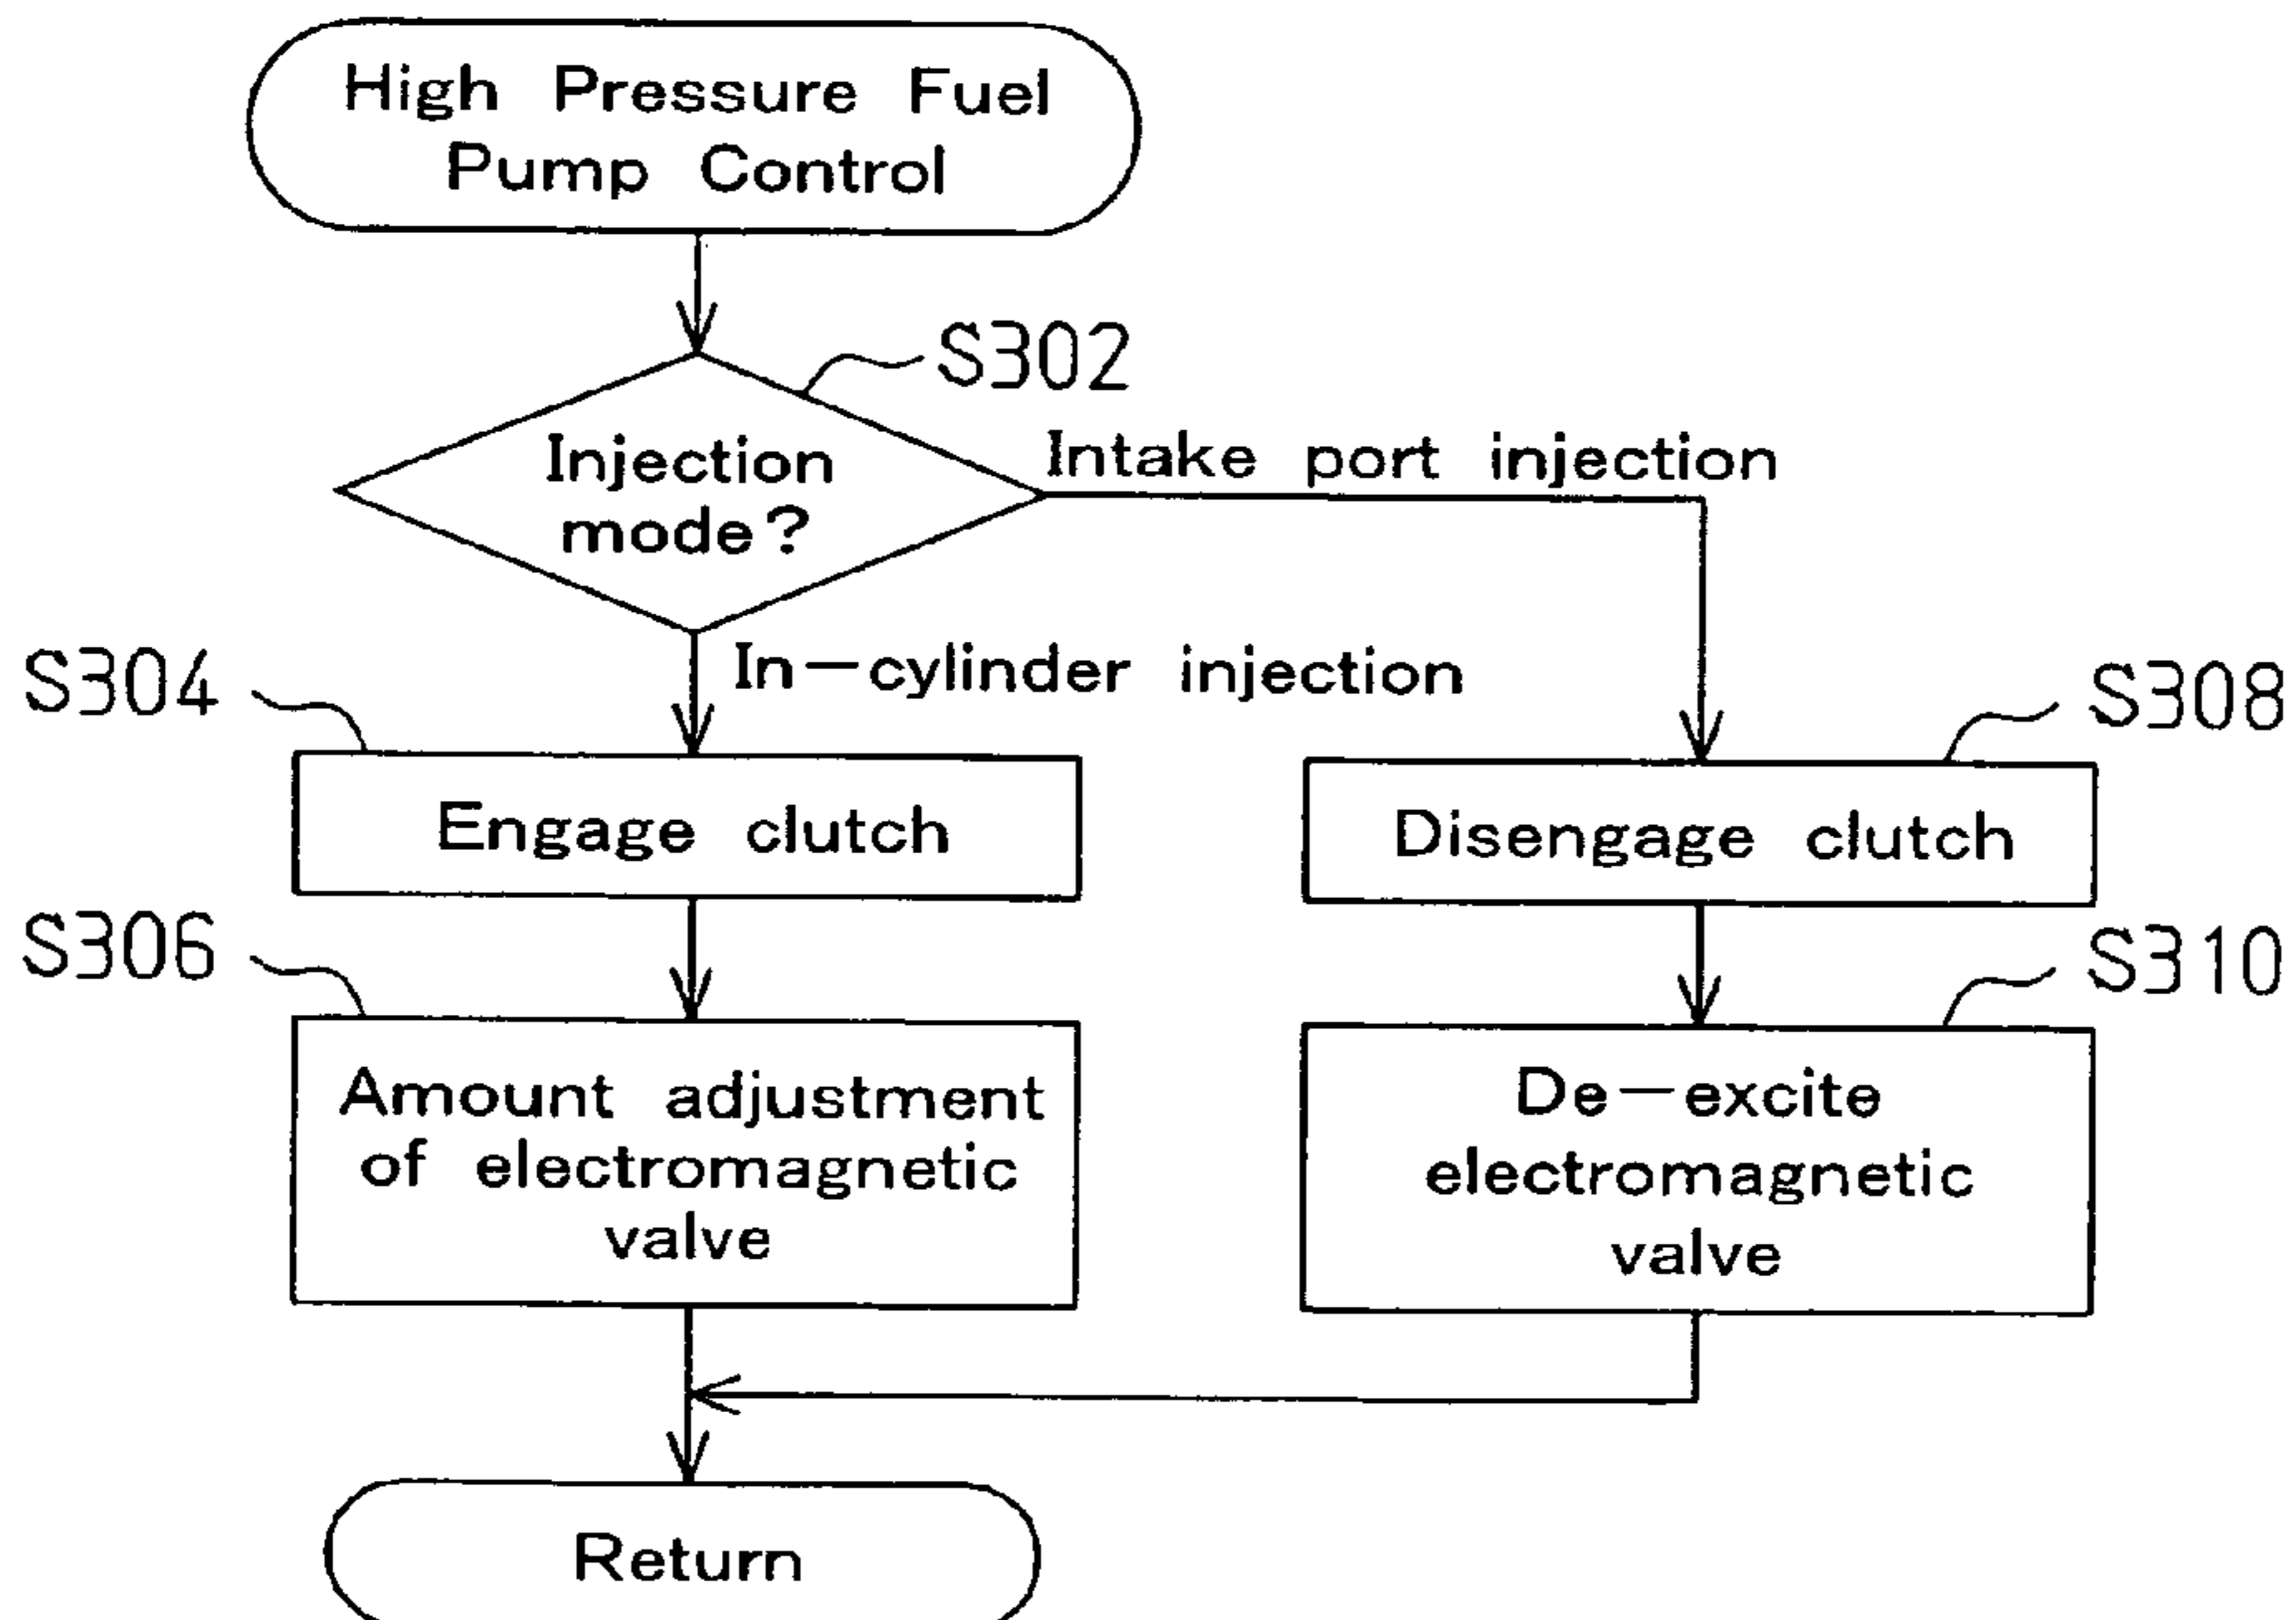 High Pressure Fuel
Pump Control
S302
Injection
mode?
Intake port injection
In-cylinder injection
S304
Engage clutch
S308
Disengage clutch
S306
Amount adjustment
of electromagnetic
valve
S310
De-excite
electromagnetic
valve
Return